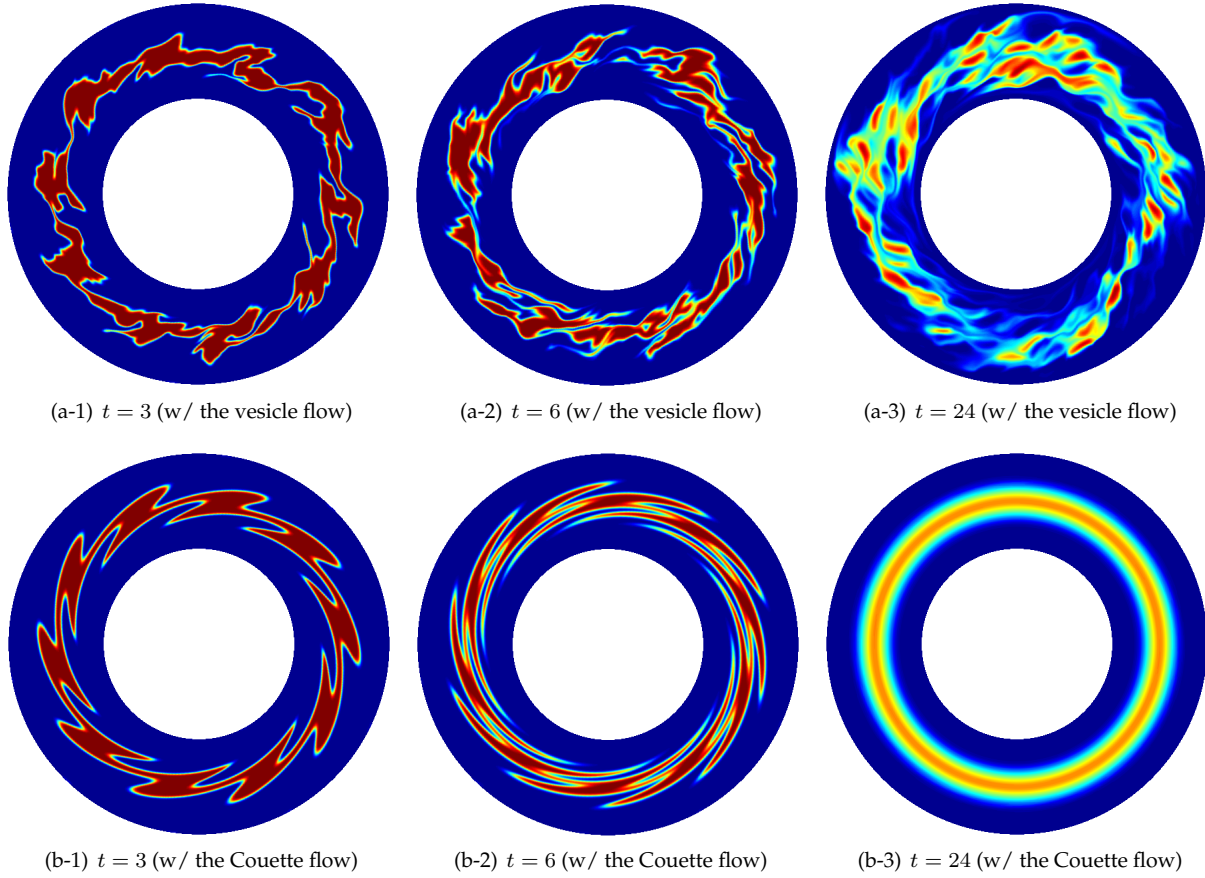 (a-1) t = 3 (w/ the vesicle flow)
(a-2) t = 6 (w/ the vesicle flow)
(a-3) t = 24 (w/ the vesicle flow)
(b-1) t = 3 (w/ the Couette flow)
(b-2) t = 6 (w/ the Couette flow)
(b-3) t = 24 (w/ the Couette flow)